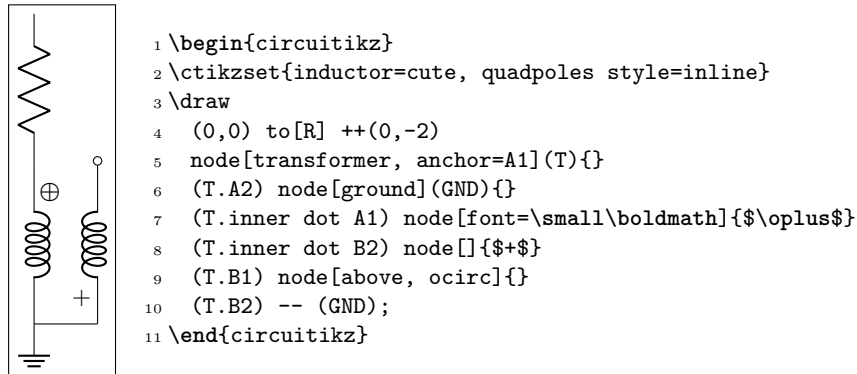 ⊕
+
1 \begin{circuitikz}
2 \ctikzset{inductor=cute, quadpoles style=inline}
3 \draw
4 (0,0) to[R] ++(0,-2)
5 node[transformer, anchor=A1](T){}
6 (T.A2) node[ground](GND){}
7 (T.inner dot A1) node[font=\small\boldmath]{$\oplus$}
8 (T.inner dot B2) node[]{$+$}
9 (T.B1) node[above, ocirc]{}
10 (T.B2) -- (GND);
11 \end{circuitikz}